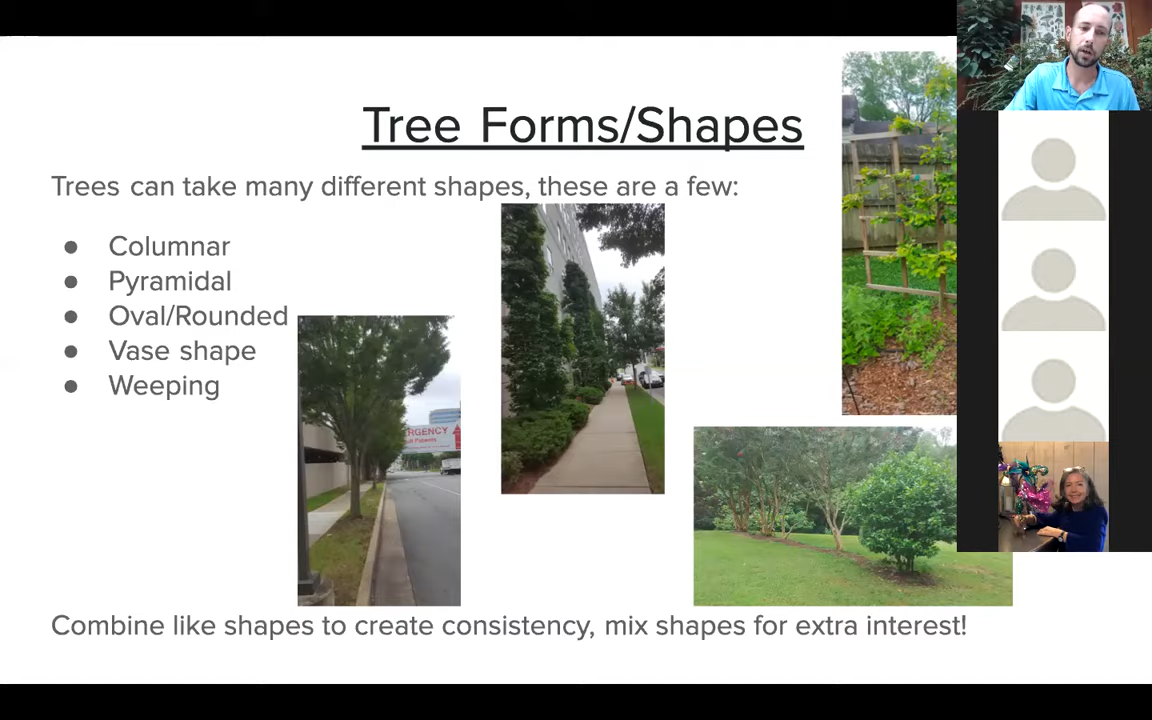 Tree Forms/Shapes
Trees can take many different shapes, these are a few:
● Columnar
● Pyramidal
● Oval/Rounded
● Vase shape
● Weeping
RGENCY
Combine like shapes to create consistency, mix shapes for extra interest!